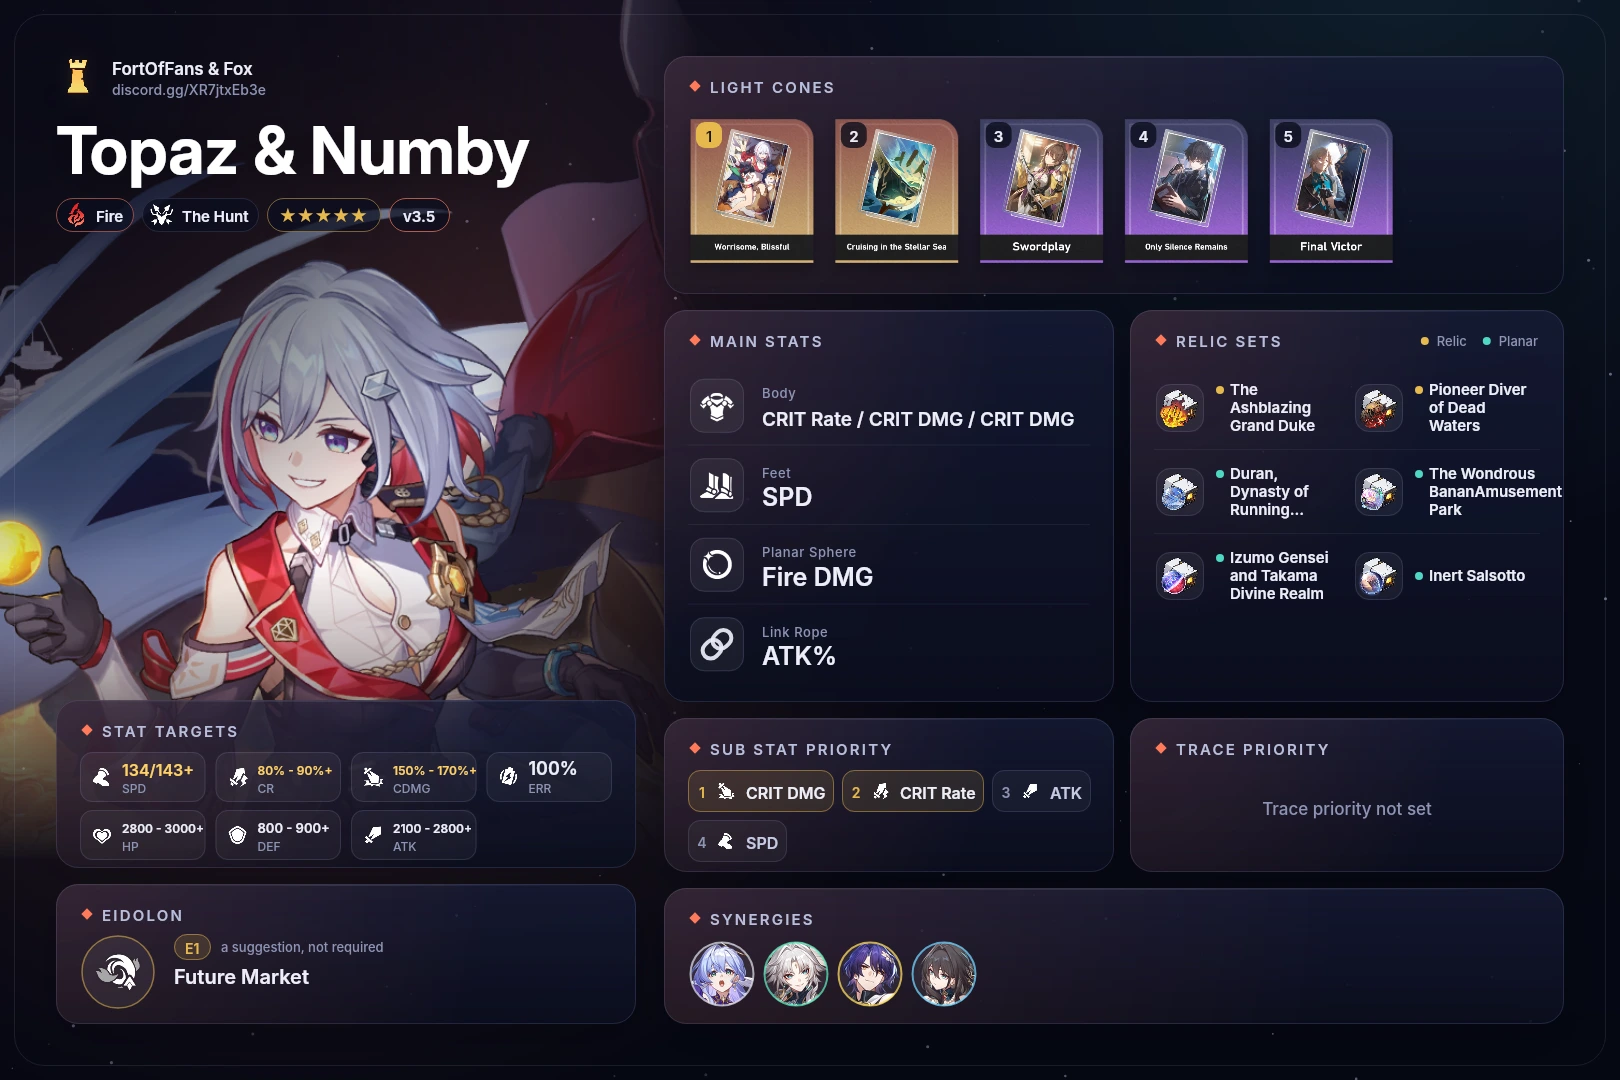 FortOfFans & Fox
discord.gg/XR7jtxEb3e
Topaz & Numby
Fire
The Hunt
v3.5
LIGHT CONES
1
2
3
4
5
Worrisome, Blissful
Cruising in the Stellar Sea
Swordplay
Only Silence Remains
Final Victor
MAIN STATS
Body
CRIT Rate / CRIT DMG / CRIT DMG
Feet
SPD
Planar Sphere
Fire DMG
Link Rope
ATK%
RELIC SETS
Relic
Planar
The
Ashblazing
Grand Duke
Pioneer Diver
of Dead
Waters
Duran,
Dynasty of
Running...
The Wondrous
BananAmusement
Park
Izumo Gensei
and Takama
Divine Realm
Inert Salsotto
STAT TARGETS
134/143+
SPD
80% - 90%+
CR
150% - 170%+
CDMG
100%
ERR
2800 - 3000+
HP
800 - 900+
DEF
2100 - 2800+
ATK
SUB STAT PRIORITY
1 CRIT DMG
2 CRIT Rate
3 ATK
4 SPD
TRACE PRIORITY
Trace priority not set
EIDOLON
E1 a suggestion, not required
Future Market
SYNERGIES